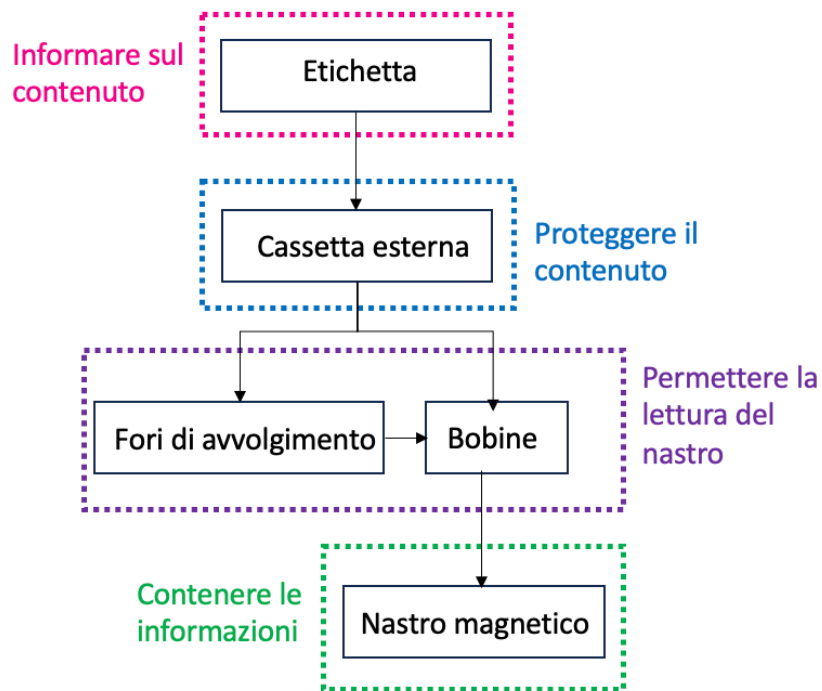 Informare sul
contenuto
Etichetta
Cassetta esterna
Proteggere il
contenuto
Fori di avvolgimento
Bobine
Permettere la
lettura del
nastro
Contenere le
informazioni
Nastro magnetico